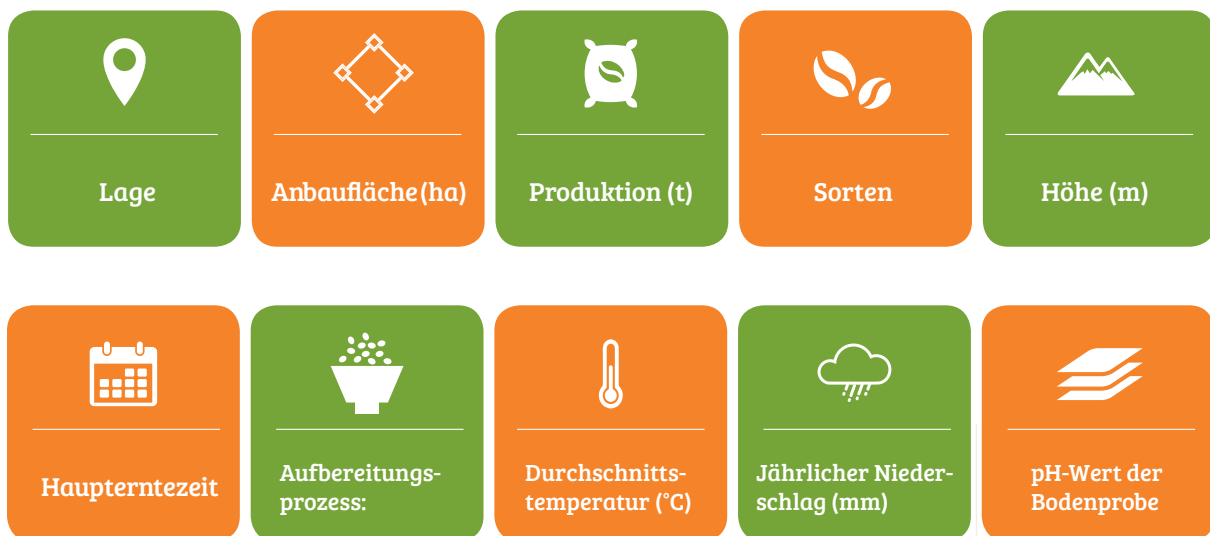 Lage
Anbaufläche (ha)
Produktion (t)
Sorten
Höhe (m)
Haupterntezeit
Aufbereitungs-
prozess:
Durchschnitts-
temperatur (°C)
Jährlicher Nieder-
schlag (mm)
pH-Wert der
Bodenprobe